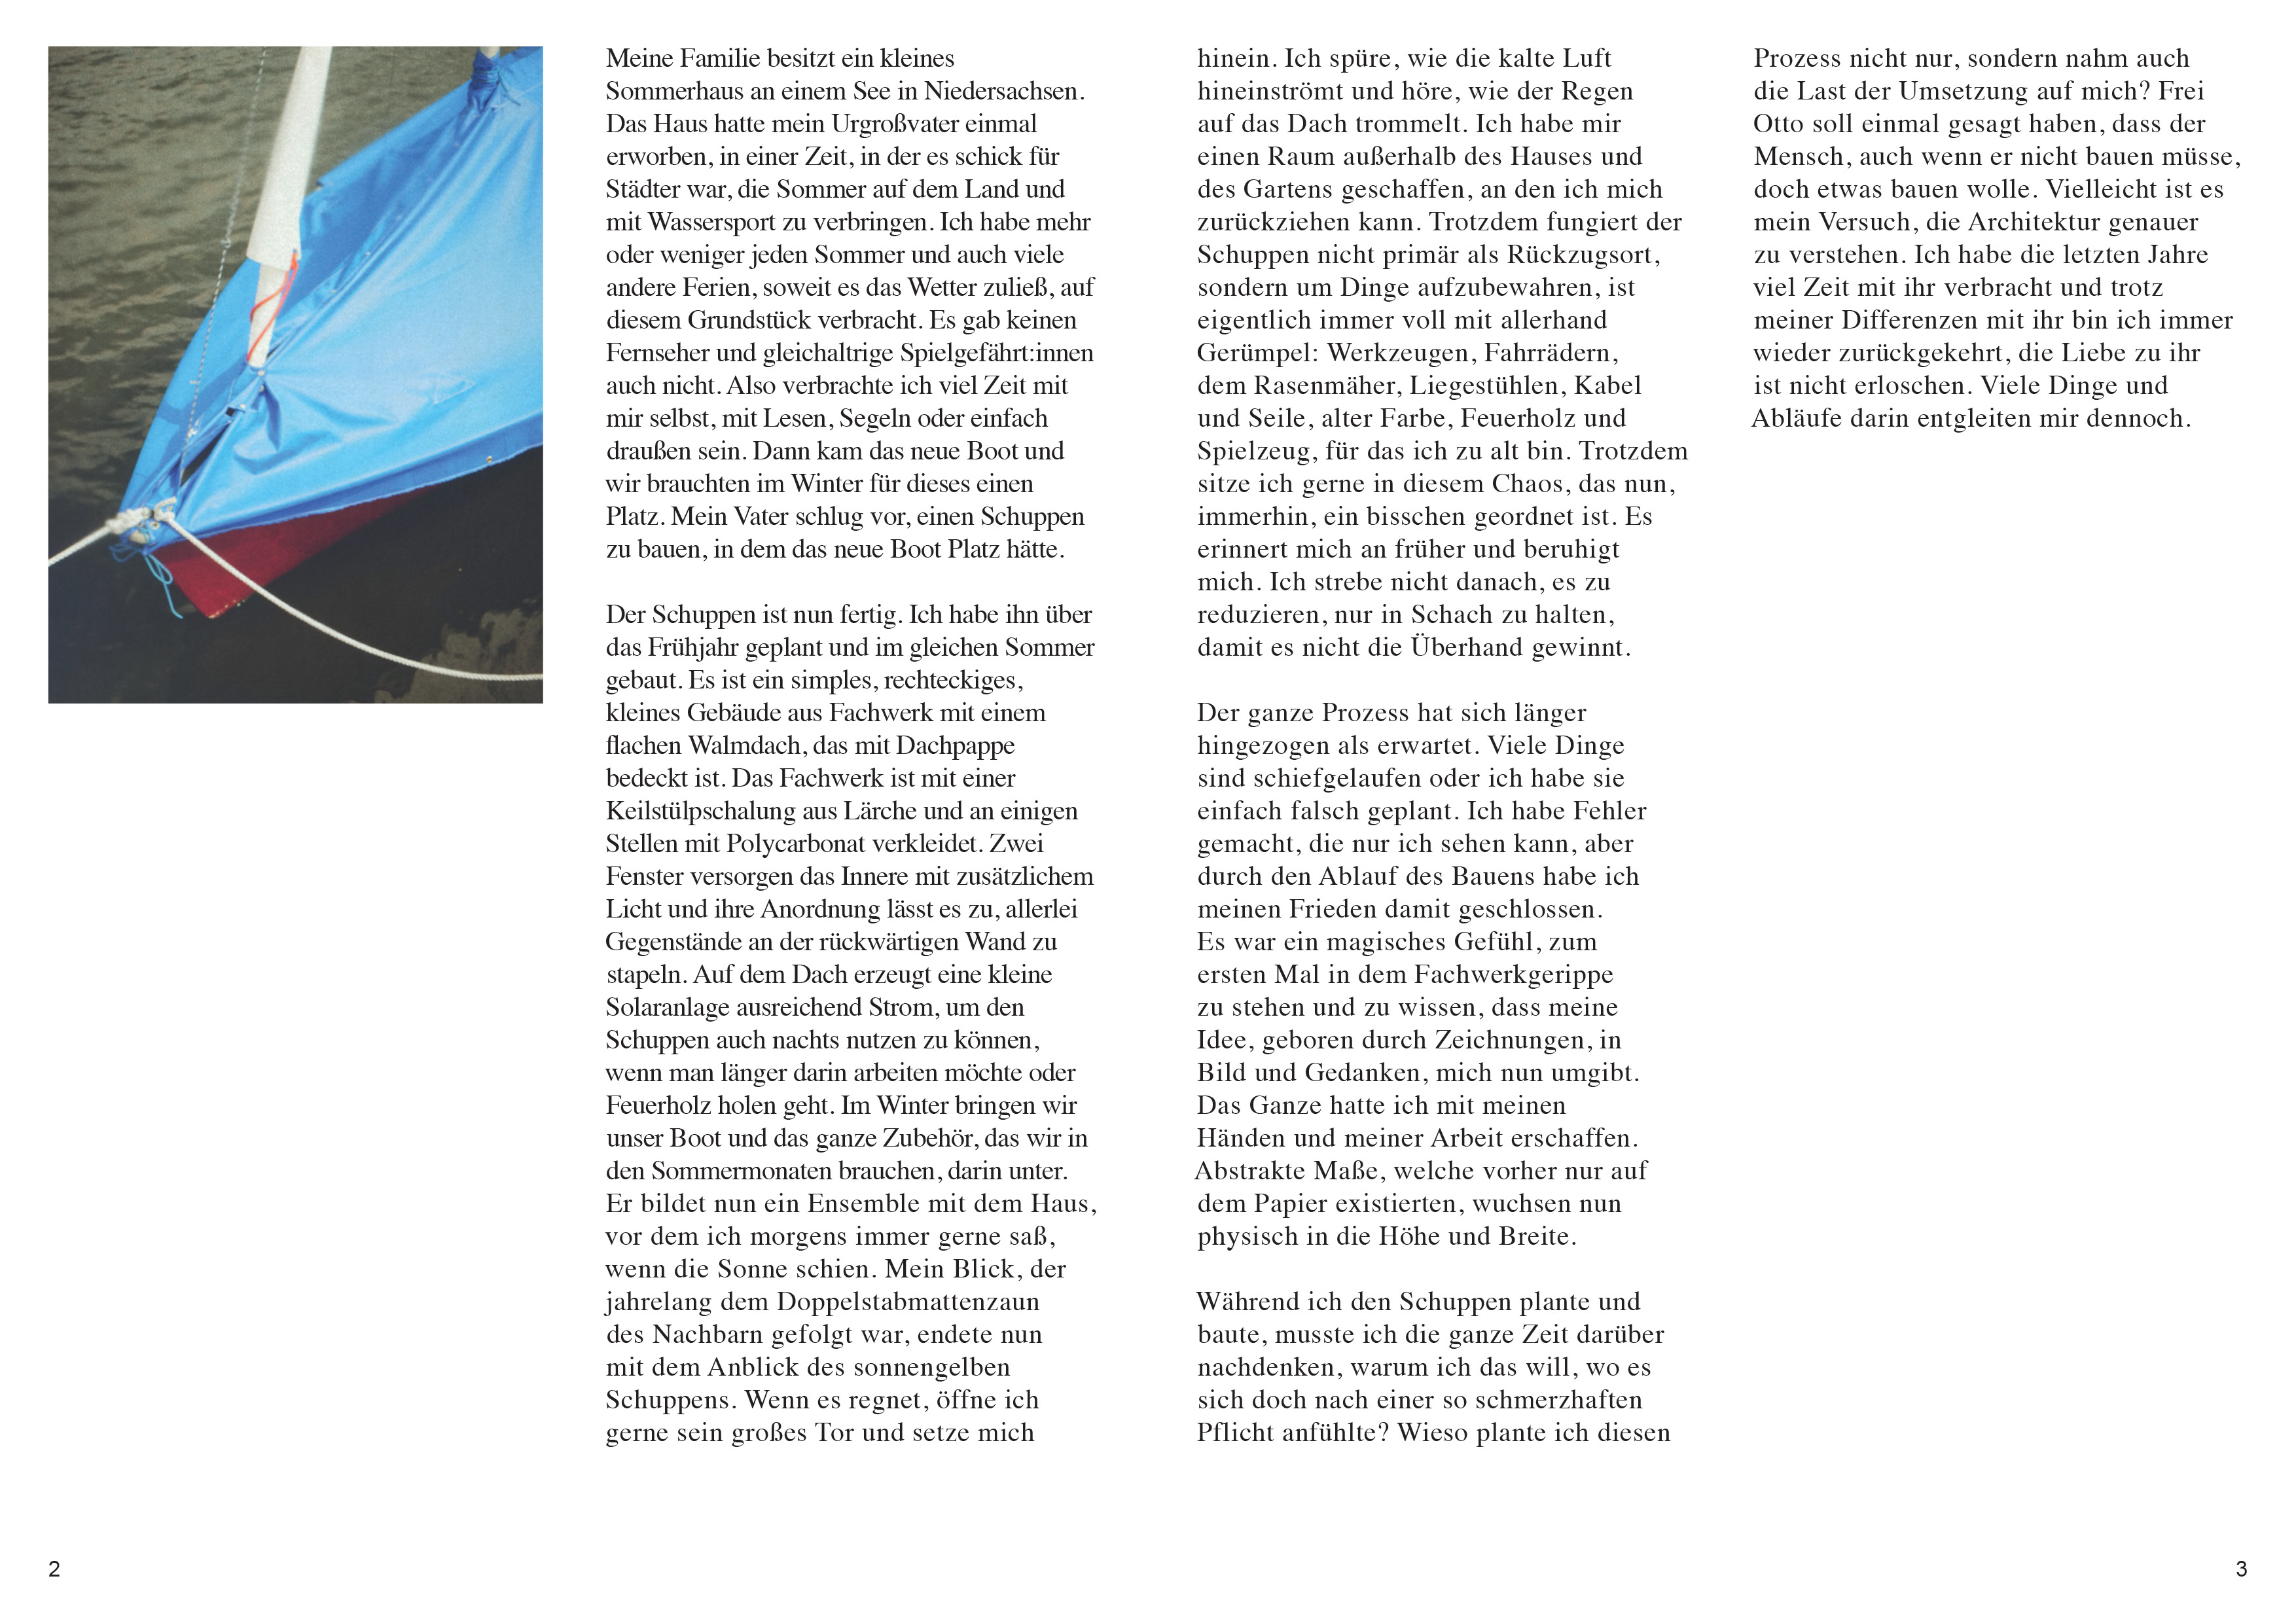 Meine Familie besitzt ein kleines
Sommerhaus an einem See in Niedersachsen.
Das Haus hatte mein Urgroßvater einmal
erworben, in einer Zeit, in der es schick für
Städter war, die Sommer auf dem Land und
mit Wassersport zu verbringen. Ich habe mehr
oder weniger jeden Sommer und auch viele
andere Ferien, soweit es das Wetter zuließ, auf
diesem Grundstück verbracht. Es gab keinen
Fernseher und gleichaltrige Spielgefährt:innen
auch nicht. Also verbrachte ich viel Zeit mit
mir selbst, mit Lesen, Segeln oder einfach
draußen sein. Dann kam das neue Boot und
wir brauchten im Winter für dieses einen
Platz. Mein Vater schlug vor, einen Schuppen
zu bauen, in dem das neue Boot Platz hätte.

Der Schuppen ist nun fertig. Ich habe ihn über
das Frühjahr geplant und im gleichen Sommer
gebaut. Es ist ein simples, rechteckiges,
kleines Gebäude aus Fachwerk mit einem
flachen Walmdach, das mit Dachpappe
bedeckt ist. Das Fachwerk ist mit einer
Keilstülpschalung aus Lärche und an einigen
Stellen mit Polycarbonat verkleidet. Zwei
Fenster versorgen das Innere mit zusätzlichem
Licht und ihre Anordnung lässt es zu, allerlei
Gegenstände an der rückwärtigen Wand zu
stapeln. Auf dem Dach erzeugt eine kleine
Solaranlage ausreichend Strom, um den
Schuppen auch nachts nutzen zu können,
wenn man länger darin arbeiten möchte oder
Feuerholz holen geht. Im Winter bringen wir
unser Boot und das ganze Zubehör, das wir in
den Sommermonaten brauchen, darin unter.
Er bildet nun ein Ensemble mit dem Haus,
vor dem ich morgens immer gerne saß,
wenn die Sonne schien. Mein Blick, der
jahrelang dem Doppelstabmattenzaun
des Nachbarn gefolgt war, endete nun
mit dem Anblick des sonnengelben
Schuppens. Wenn es regnet, öffne ich
gerne sein großes Tor und setze mich
hinein. Ich spüre, wie die kalte Luft
hineinströmt und höre, wie der Regen
auf das Dach trommelt. Ich habe mir
einen Raum außerhalb des Hauses und
des Gartens geschaffen, an den ich mich
zurückziehen kann. Trotzdem fungiert der
Schuppen nicht primär als Rückzugsort,
sondern um Dinge aufzubewahren, ist
eigentlich immer voll mit allerhand
Gerümpel: Werkzeugen, Fahrrädern,
dem Rasenmäher, Liegestühlen, Kabel
und Seile, alter Farbe, Feuerholz und
Spielzeug, für das ich zu alt bin. Trotzdem
sitze ich gerne in diesem Chaos, das nun,
immerhin, ein bisschen geordnet ist. Es
erinnert mich an früher und beruhigt
mich. Ich strebe nicht danach, es zu
reduzieren, nur in Schach zu halten,
damit es nicht die Überhand gewinnt.

Der ganze Prozess hat sich länger
hingezogen als erwartet. Viele Dinge
sind schiefgelaufen oder ich habe sie
einfach falsch geplant. Ich habe Fehler
gemacht, die nur ich sehen kann, aber
durch den Ablauf des Bauens habe ich
meinen Frieden damit geschlossen.
Es war ein magisches Gefühl, zum
ersten Mal in dem Fachwerkgerippe
zu stehen und zu wissen, dass meine
Idee, geboren durch Zeichnungen, in
Bild und Gedanken, mich nun umgibt.
Das Ganze hatte ich mit meinen
Händen und meiner Arbeit erschaffen.
Abstrakte Maße, welche vorher nur auf
dem Papier existierten, wuchsen nun
physisch in die Höhe und Breite.

Während ich den Schuppen plante und
baute, musste ich die ganze Zeit darüber
nachdenken, warum ich das will, wo es
sich doch nach einer so schmerzhaften
Pflicht anfühlte? Wieso plante ich diesen
Prozess nicht nur, sondern nahm auch
die Last der Umsetzung auf mich? Frei
Otto soll einmal gesagt haben, dass der
Mensch, auch wenn er nicht bauen müsse,
doch etwas bauen wolle. Vielleicht ist es
mein Versuch, die Architektur genauer
zu verstehen. Ich habe die letzten Jahre
viel Zeit mit ihr verbracht und trotz
meiner Differenzen mit ihr bin ich immer
wieder zurückgekehrt, die Liebe zu ihr
ist nicht erloschen. Viele Dinge und
Abläufe darin entgleiten mir dennoch.
2
3